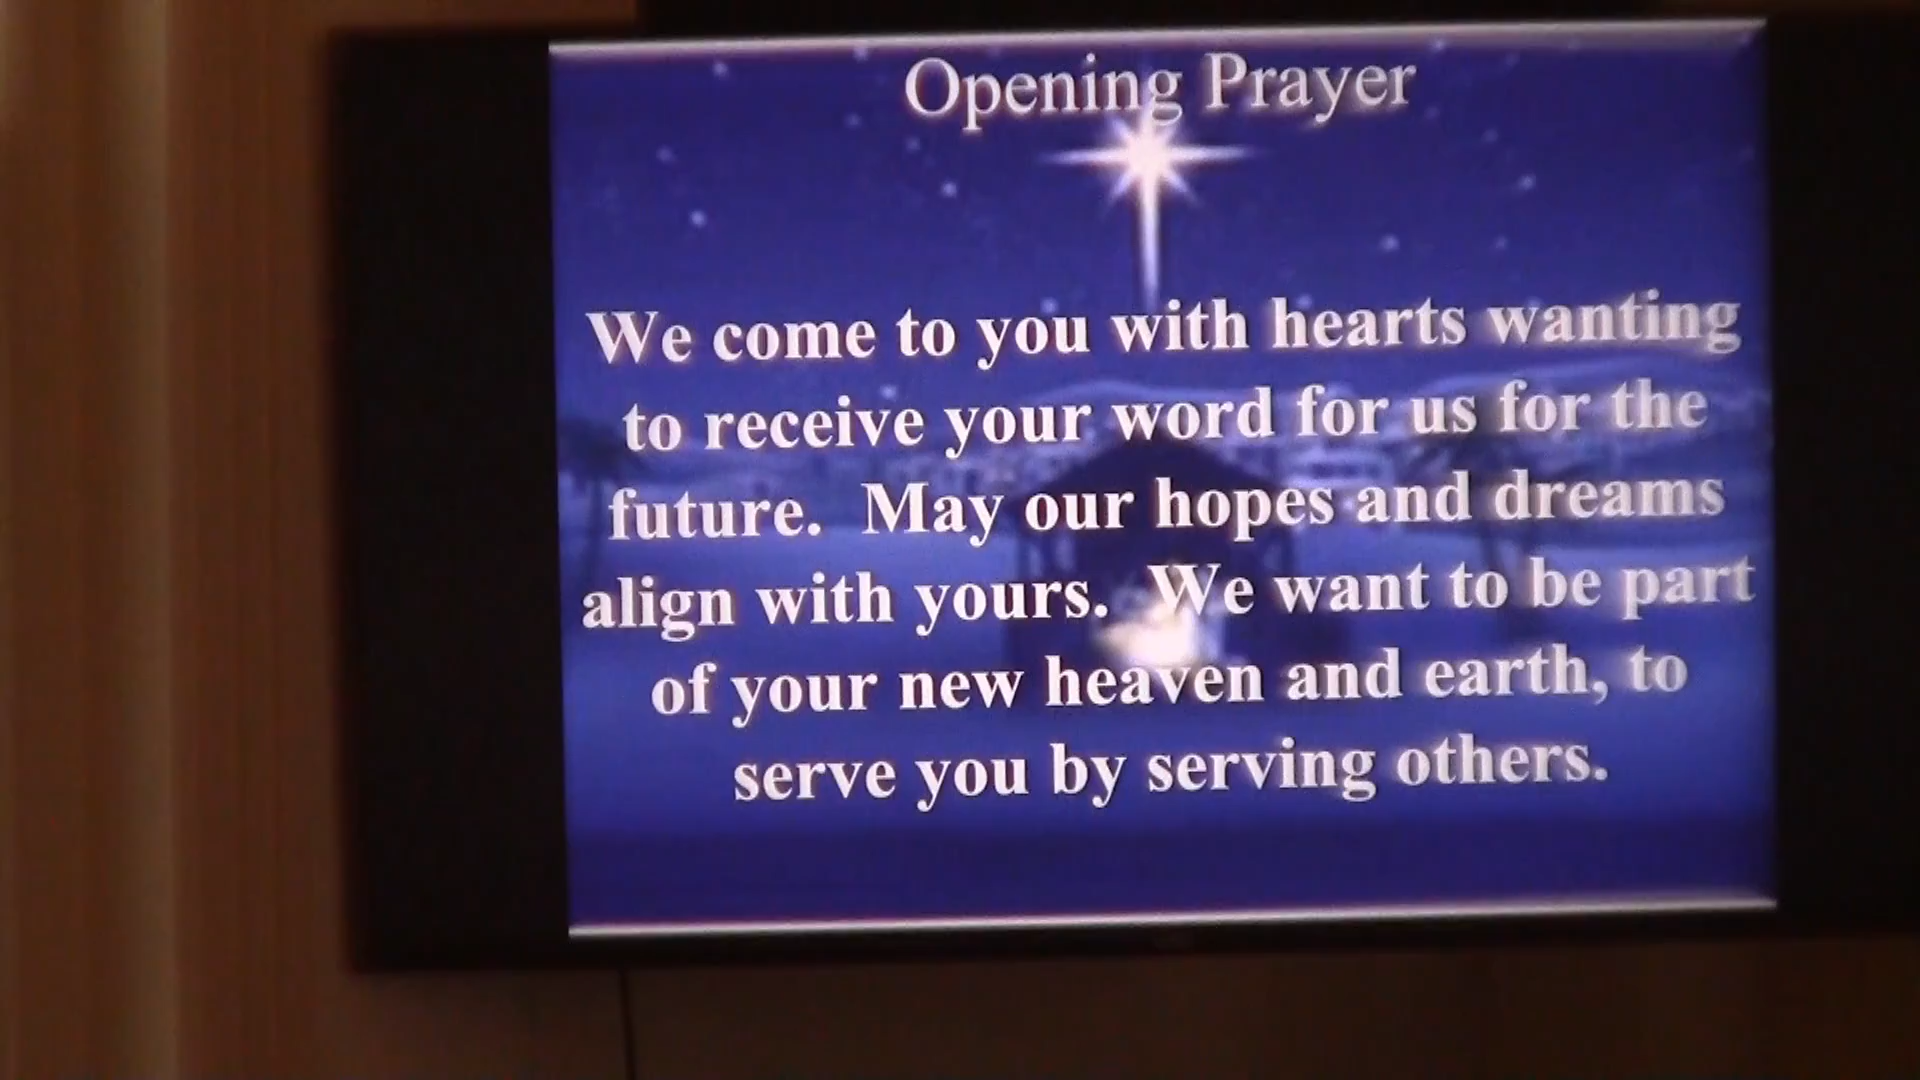 Opening Prayer
We come to you with hearts wanting
to receive your word for us for the
future.  May our hopes and dreams
align with yours.  We want to be part
of your new heaven and earth, to
serve you by serving others.